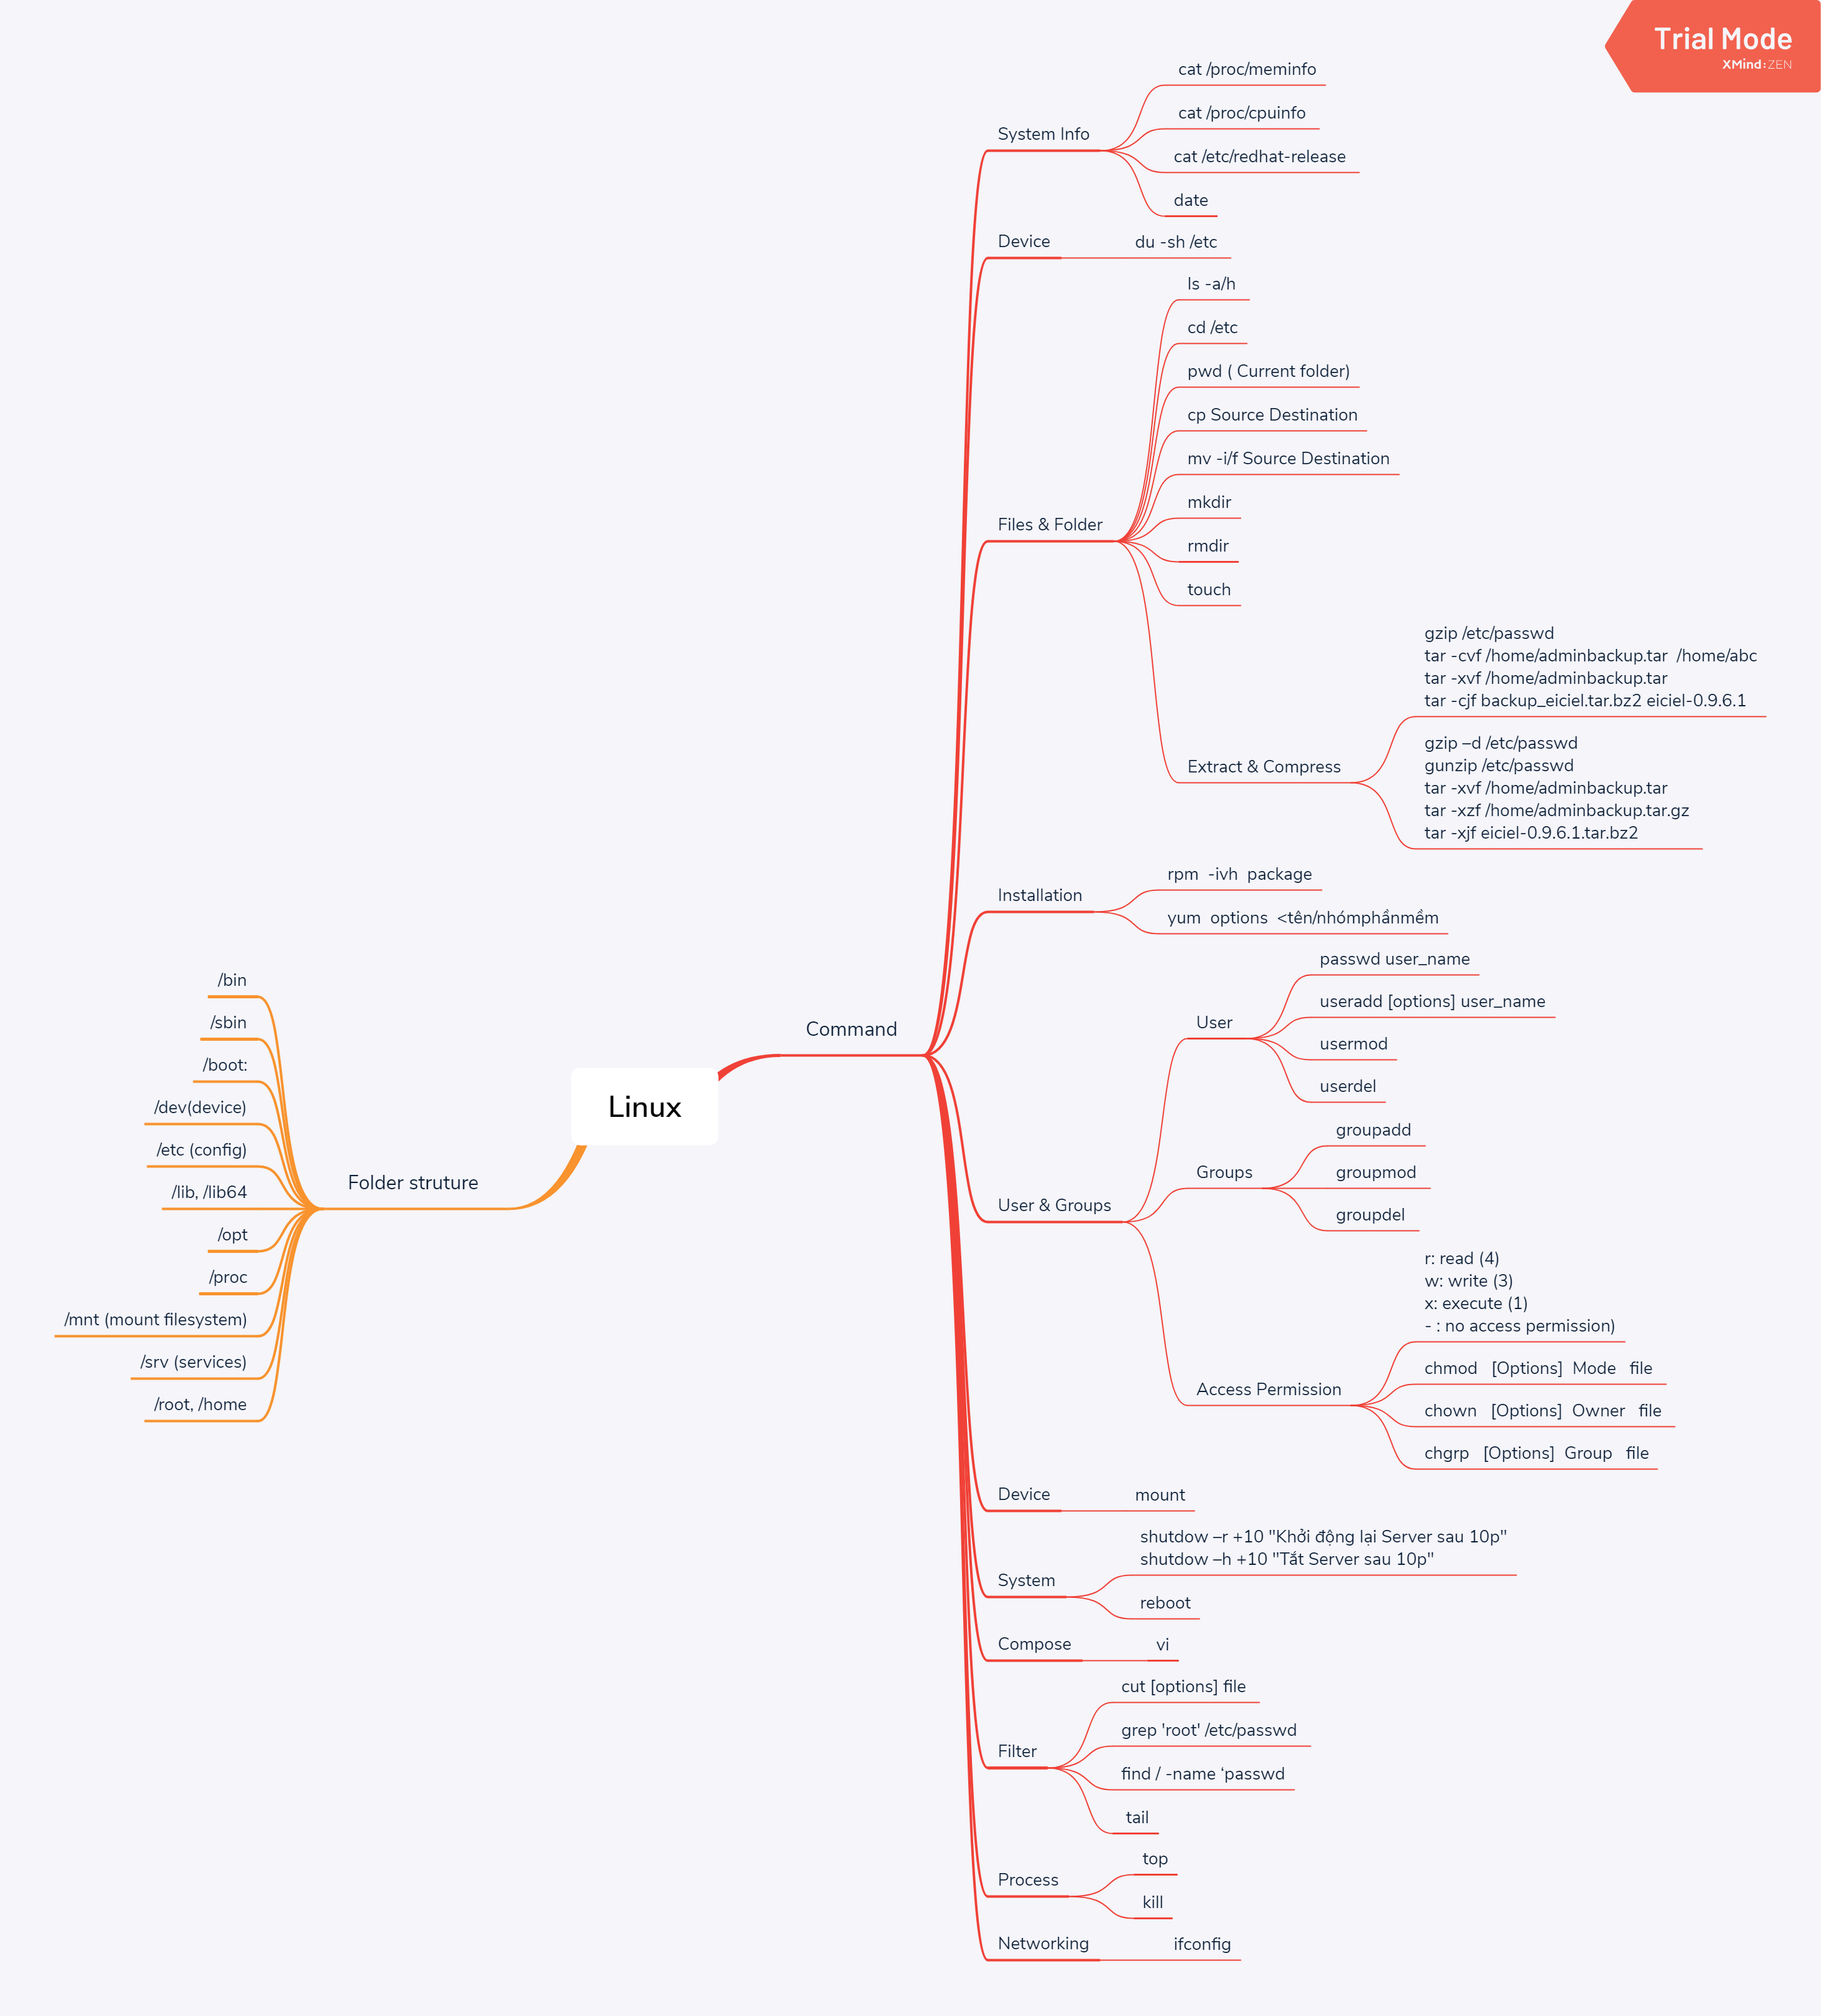 Trial Mode
XMind:ZEN
Linux
Command
System Info
cat /proc/meminfo
cat /proc/cpuinfo
cat /etc/redhat-release
date
Device
du -sh /etc
Files & Folder
ls -a/h
cd /etc
pwd ( Current folder)
cp Source Destination
mv -i/f Source Destination
mkdir
rmdir
touch
Extract & Compress
gzip /etc/passwd
tar -cvf /home/adminbackup.tar  /home/abc
tar -xvf /home/adminbackup.tar
tar -cjf backup_eiciel.tar.bz2 eiciel-0.9.6.1
gzip –d /etc/passwd
gunzip /etc/passwd
tar -xvf /home/adminbackup.tar
tar -xzf /home/adminbackup.tar.gz
tar -xjf eiciel-0.9.6.1.tar.bz2
Installation
rpm  -ivh  package
yum  options  <tên/nhómphầnmềm
User & Groups
User
passwd user_name
useradd [options] user_name
usermod
userdel
Groups
groupadd
groupmod
groupdel
Access Permission
r: read (4)
w: write (3)
x: execute (1)
- : no access permission)
chmod   [Options]  Mode   file
chown   [Options]  Owner   file
chgrp   [Options]  Group   file
Device
mount
System
shutdow –r +10 "Khởi động lại Server sau 10p"
shutdow –h +10 "Tắt Server sau 10p"
reboot
Compose
vi
Filter
cut [options] file
grep 'root' /etc/passwd
find / -name ‘passwd
tail
Process
top
kill
Networking
ifconfig
Folder struture
/bin
/sbin
/boot:
/dev(device)
/etc (config)
/lib, /lib64
/opt
/proc
/mnt (mount filesystem)
/srv (services)
/root, /home